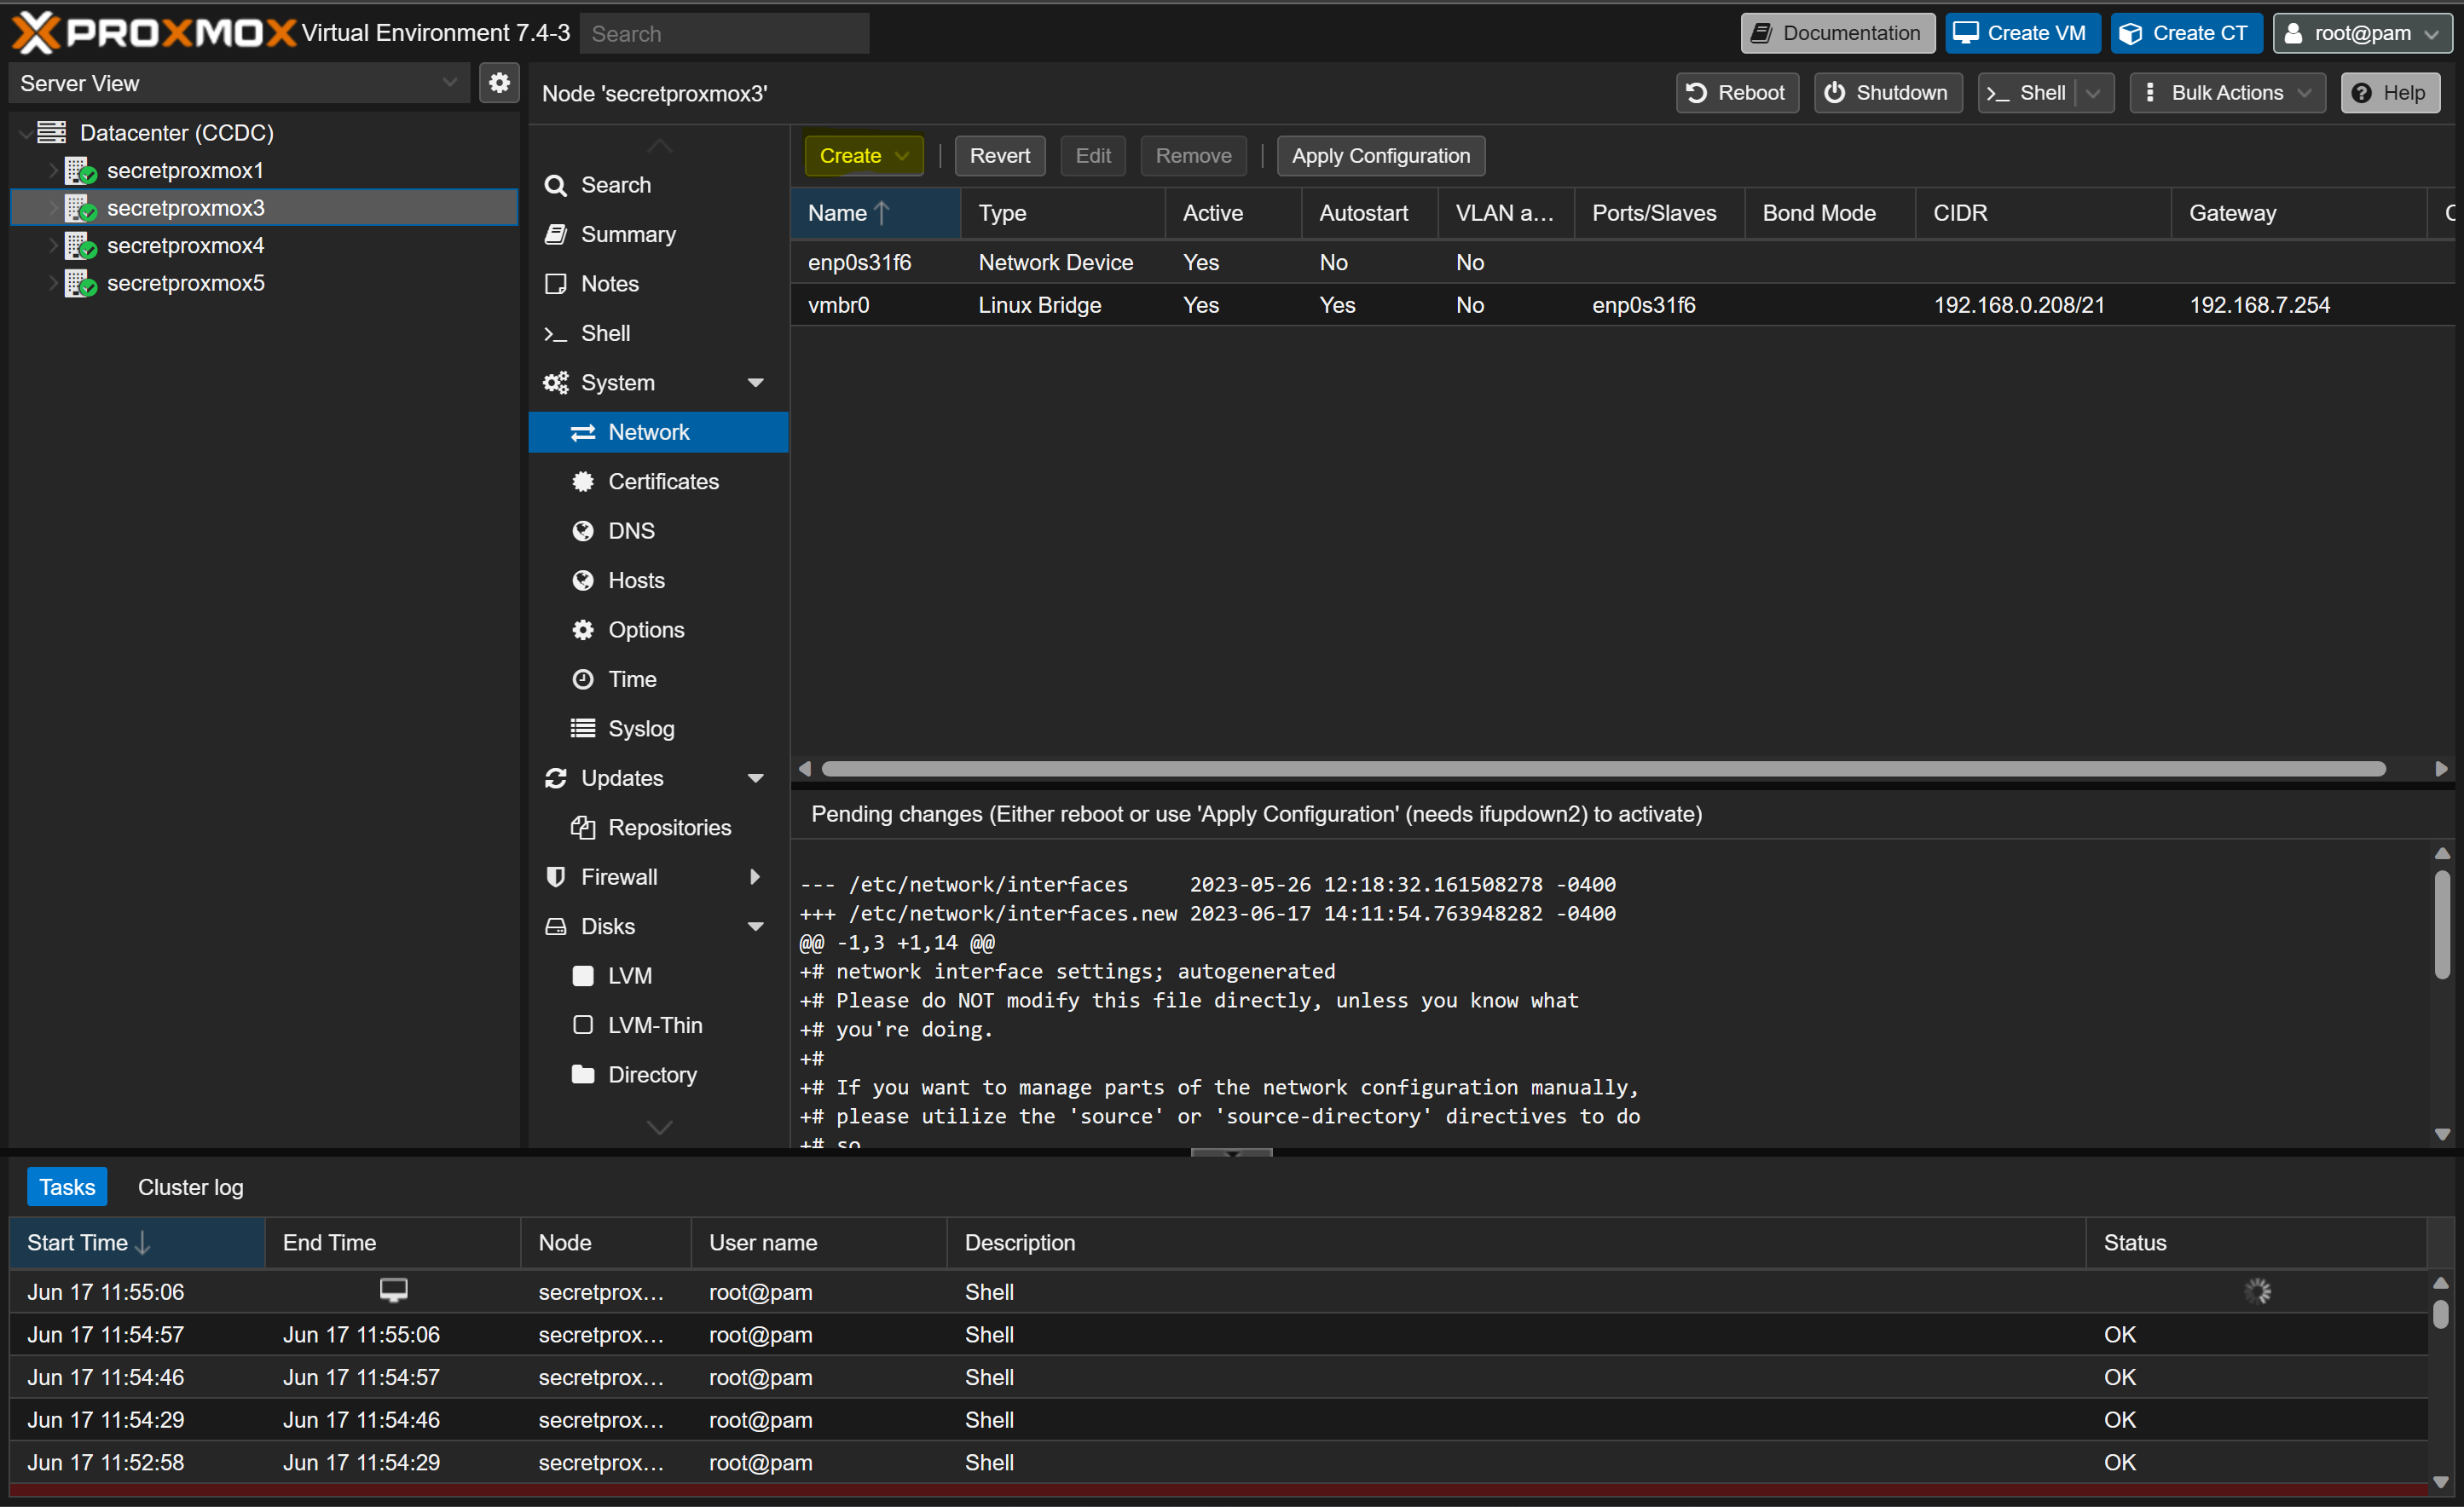 PROXMOX Virtual Environment 7.4-3 Search Documentation Create VM Create CT root@pam
Server View
Node 'secretproxmox3' Reboot Shutdown Shell Bulk Actions Help
Datacenter (CCDC)
secretproxmox1
secretproxmox3
secretproxmox4
secretproxmox5
Search
Summary
Notes
Shell
System
Network
Certificates
DNS
Hosts
Options
Time
Syslog
Updates
Repositories
Firewall
Disks
LVM
LVM-Thin
Directory
Create Revert Edit Remove Apply Configuration
Name Type Active Autostart VLAN a... Ports/Slaves Bond Mode CIDR Gateway
enp0s31f6 Network Device Yes No No
vmbr0 Linux Bridge Yes Yes No enp0s31f6 192.168.0.208/21 192.168.7.254
Pending changes (Either reboot or use 'Apply Configuration' (needs ifupdown2) to activate)
--- /etc/network/interfaces 2023-05-26 12:18:32.161508278 -0400
+++ /etc/network/interfaces.new 2023-06-17 14:11:54.763948282 -0400
@@ -1,3 +1,14 @@
+# network interface settings; autogenerated
+# Please do NOT modify this file directly, unless you know what
+# you're doing.
+#
+# If you want to manage parts of the network configuration manually,
+# please utilize the 'source' or 'source-directory' directives to do
+# so
Tasks Cluster log
Start Time End Time Node User name Description Status
Jun 17 11:55:06 secretprox... root@pam Shell
Jun 17 11:54:57 Jun 17 11:55:06 secretprox... root@pam Shell OK
Jun 17 11:54:46 Jun 17 11:54:57 secretprox... root@pam Shell OK
Jun 17 11:54:29 Jun 17 11:54:46 secretprox... root@pam Shell OK
Jun 17 11:52:58 Jun 17 11:54:29 secretprox... root@pam Shell OK